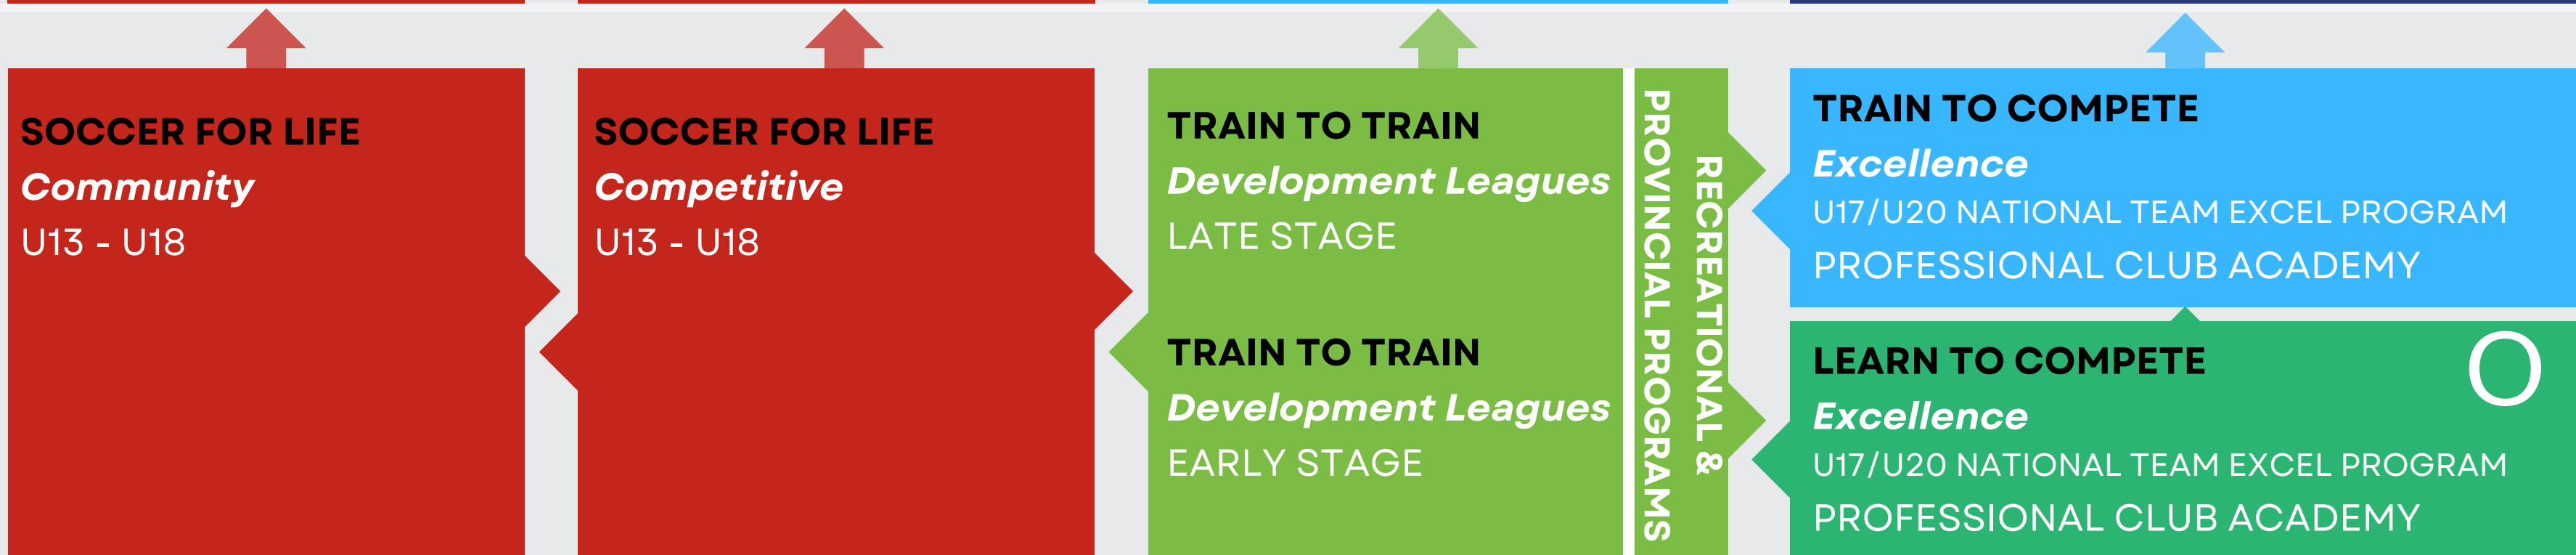 SOCCER FOR LIFE
Community
U13 - U18
SOCCER FOR LIFE
Competitive
U13 - U18
TRAIN TO TRAIN
Development Leagues
LATE STAGE
TRAIN TO TRAIN
Development Leagues
EARLY STAGE
RECREATIONAL &
PROVINCIAL PROGRAMS
TRAIN TO COMPETE
Excellence
U17/U20 NATIONAL TEAM EXCEL PROGRAM
PROFESSIONAL CLUB ACADEMY
LEARN TO COMPETE
O
Excellence
U17/U20 NATIONAL TEAM EXCEL PROGRAM
PROFESSIONAL CLUB ACADEMY